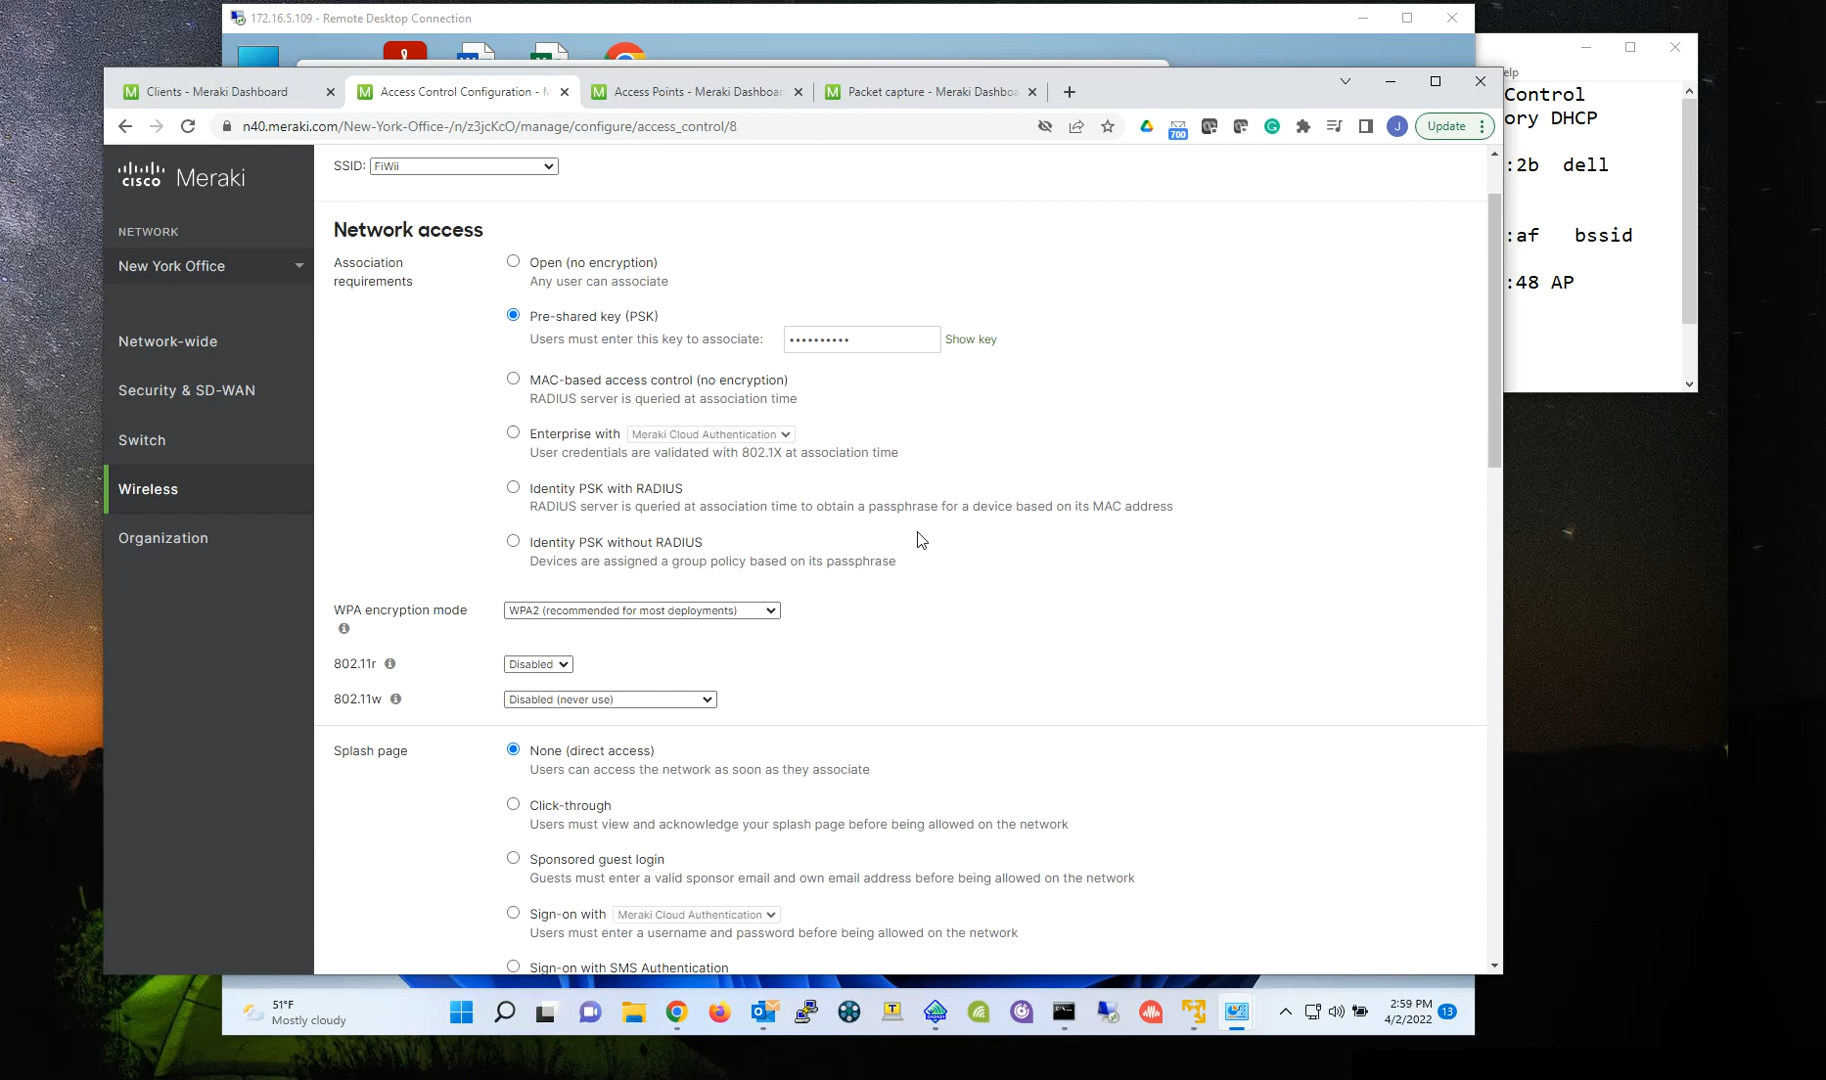 172.16.5.109 - Remote Desktop Connection
elp
Clients - Meraki Dashboard
Access Control Configuration - M
Access Points - Meraki Dashboar
Packet capture - Meraki Dashboa
n40.meraki.com/New-York-Office-/n/z3jcKcO/manage/configure/access_control/8
700
J
Update
Control
ory DHCP
:2b dell
:af bssid
:48 AP
cisco Meraki
NETWORK
New York Office
Network-wide
Security & SD-WAN
Switch
Wireless
Organization
SSID: FiWii
Network access
Association requirements
Open (no encryption)
Any user can associate
Pre-shared key (PSK)
Users must enter this key to associate: •••••••••• Show key
MAC-based access control (no encryption)
RADIUS server is queried at association time
Enterprise with Meraki Cloud Authentication
User credentials are validated with 802.1X at association time
Identity PSK with RADIUS
RADIUS server is queried at association time to obtain a passphrase for a device based on its MAC address
Identity PSK without RADIUS
Devices are assigned a group policy based on its passphrase
WPA encryption mode WPA2 (recommended for most deployments)
802.11r Disabled
802.11w Disabled (never use)
Splash page
None (direct access)
Users can access the network as soon as they associate
Click-through
Users must view and acknowledge your splash page before being allowed on the network
Sponsored guest login
Guests must enter a valid sponsor email and own email address before being allowed on the network
Sign-on with Meraki Cloud Authentication
Users must enter a username and password before being allowed on the network
Sign-on with SMS Authentication
51°F
Mostly cloudy
2:59 PM
4/2/2022
13